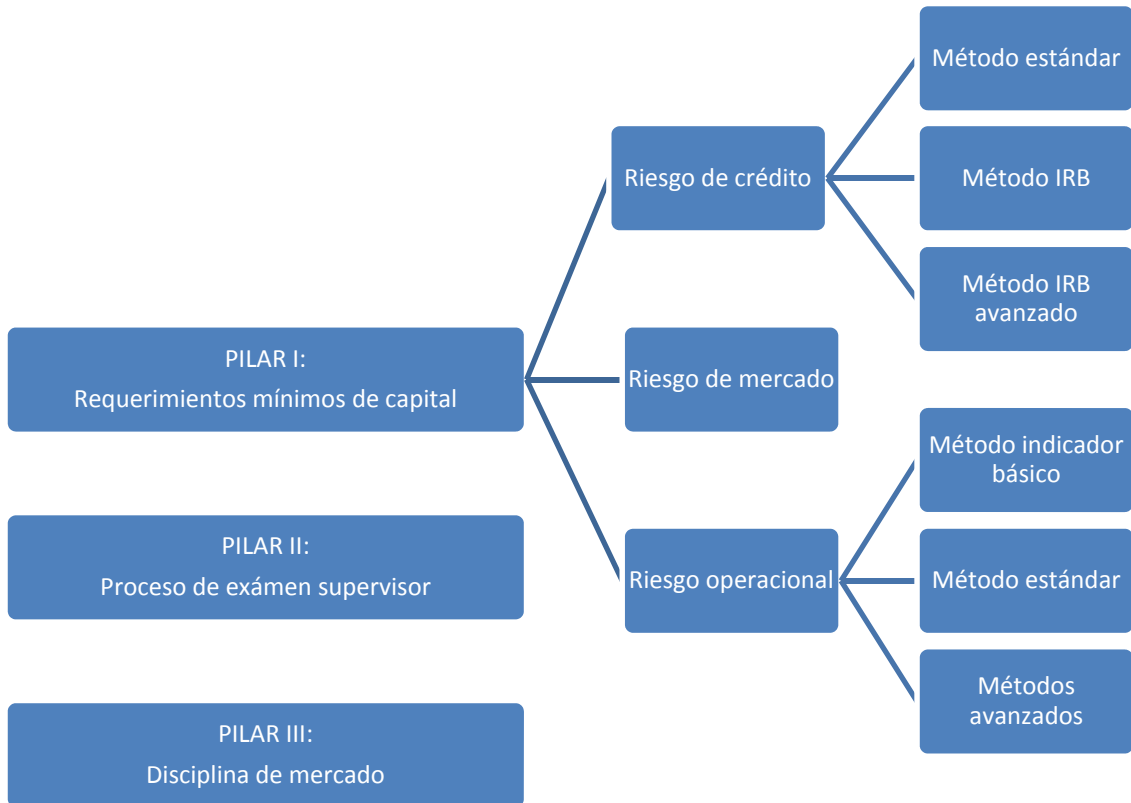 Método estándar
Riesgo de crédito
Método IRB
Método IRB
avanzado
PILAR I:
Requerimientos mínimos de capital
Riesgo de mercado
Método indicador
básico
PILAR II:
Proceso de exámen supervisor
Riesgo operacional
Método estándar
Métodos
avanzados
PILAR III:
Disciplina de mercado